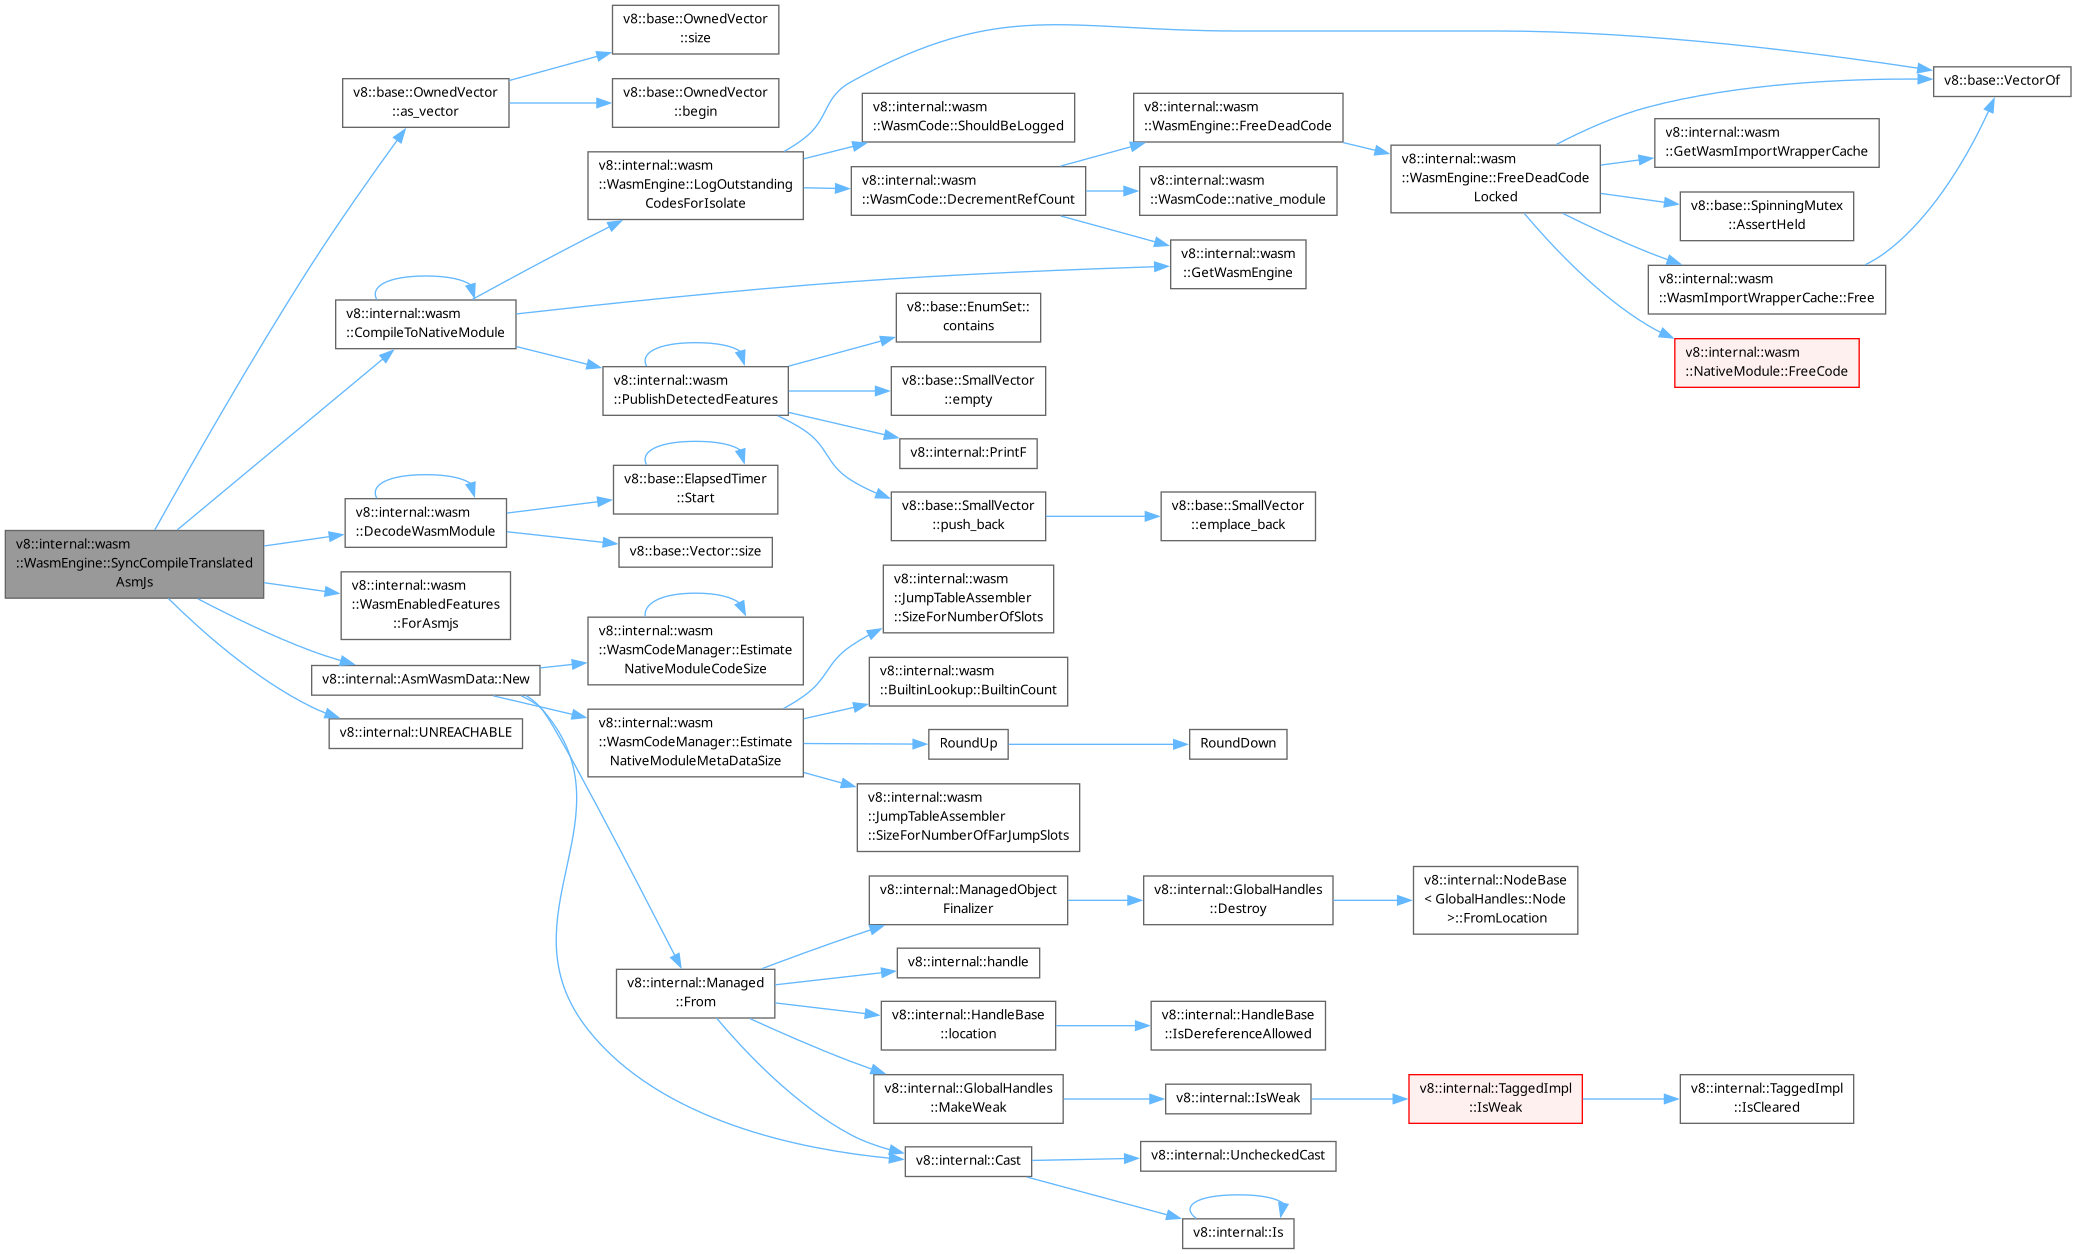 v8::internal::wasm
::WasmEngine::SyncCompileTranslated
AsmJs
v8::base::OwnedVector
::as_vector
v8::base::OwnedVector
::size
v8::base::OwnedVector
::begin
v8::internal::wasm
::CompileToNativeModule
v8::internal::wasm
::WasmEngine::LogOutstanding
CodesForIsolate
v8::internal::wasm
::WasmCode::ShouldBeLogged
v8::internal::wasm
::WasmCode::DecrementRefCount
v8::internal::wasm
::WasmEngine::FreeDeadCode
v8::internal::wasm
::WasmCode::native_module
v8::internal::wasm
::GetWasmEngine
v8::internal::wasm
::WasmEngine::FreeDeadCode
Locked
v8::base::VectorOf
v8::internal::wasm
::GetWasmImportWrapperCache
v8::base::SpinningMutex
::AssertHeld
v8::internal::wasm
::WasmImportWrapperCache::Free
v8::internal::wasm
::NativeModule::FreeCode
v8::internal::wasm
::PublishDetectedFeatures
v8::base::EnumSet::
contains
v8::base::SmallVector
::empty
v8::internal::PrintF
v8::base::SmallVector
::push_back
v8::base::SmallVector
::emplace_back
v8::internal::wasm
::DecodeWasmModule
v8::base::ElapsedTimer
::Start
v8::base::Vector::size
v8::internal::wasm
::WasmEnabledFeatures
::ForAsmjs
v8::internal::AsmWasmData::New
v8::internal::UNREACHABLE
v8::internal::wasm
::WasmCodeManager::Estimate
NativeModuleCodeSize
v8::internal::wasm
::WasmCodeManager::Estimate
NativeModuleMetaDataSize
v8::internal::wasm
::JumpTableAssembler
::SizeForNumberOfSlots
v8::internal::wasm
::BuiltinLookup::BuiltinCount
RoundUp
RoundDown
v8::internal::wasm
::JumpTableAssembler
::SizeForNumberOfFarJumpSlots
v8::internal::Managed
::From
v8::internal::ManagedObject
Finalizer
v8::internal::GlobalHandles
::Destroy
v8::internal::NodeBase
< GlobalHandles::Node
>::FromLocation
v8::internal::handle
v8::internal::HandleBase
::location
v8::internal::HandleBase
::IsDereferenceAllowed
v8::internal::GlobalHandles
::MakeWeak
v8::internal::IsWeak
v8::internal::TaggedImpl
::IsWeak
v8::internal::TaggedImpl
::IsCleared
v8::internal::Cast
v8::internal::UncheckedCast
v8::internal::Is